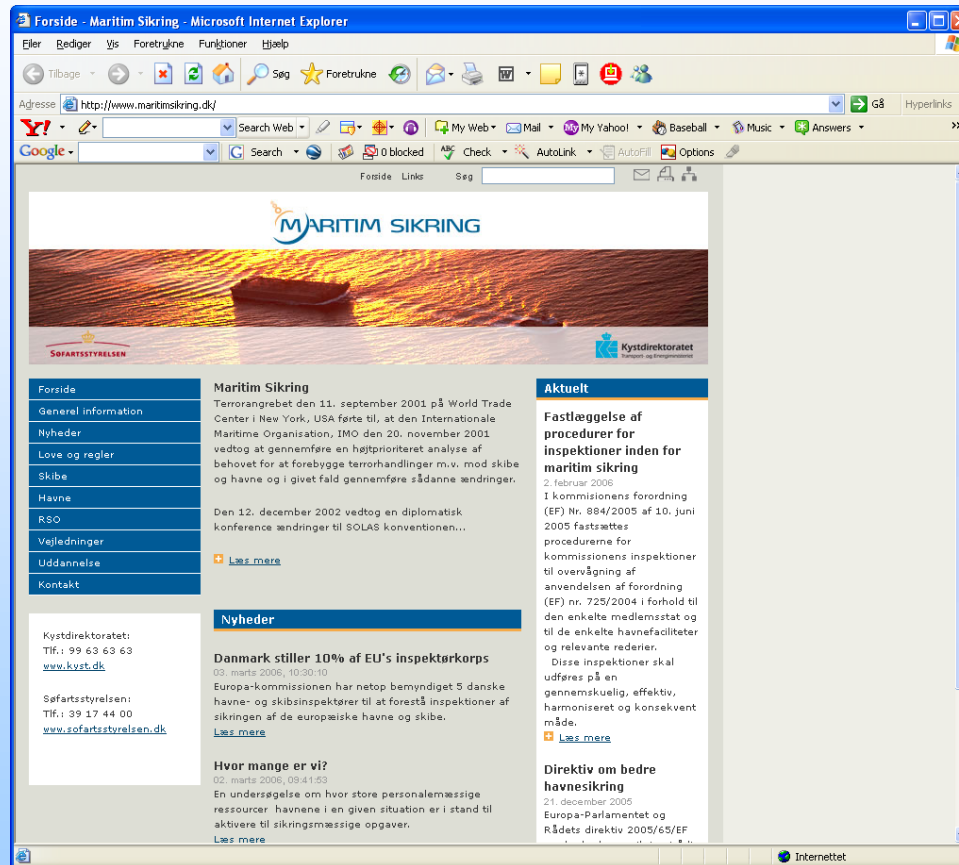 Forside - Maritim Sikring - Microsoft Internet Explorer
Filer Rediger Vis Foretrukne Funktioner Hjælp
Tilbage Søg Foretrukne
Adresse http://www.maritimsikring.dk/ Gå Hyperlinks
Y! Search Web My Web Mail My Yahoo! Baseball Music Answers »
Google Search 0 blocked Check AutoLink AutoFill Options
Forside Links Søg
MARITIM SIKRING
SØFARTSSTYRELSEN
Kystdirektoratet
Transport- og Energiministeriet
Forside
Generel information
Nyheder
Love og regler
Skibe
Havne
RSO
Vejledninger
Uddannelse
Kontakt
Kystdirektoratet:
Tlf.: 99 63 63 63
www.kyst.dk
Søfartsstyrelsen:
Tlf.: 39 17 44 00
www.sofartsstyrelsen.dk
Maritim Sikring
Terrorangrebet den 11. september 2001 på World Trade
Center i New York, USA førte til, at den Internationale
Maritime Organisation, IMO den 20. november 2001
vedtog at gennemføre en højtprioriteret analyse af
behovet for at forebygge terrorhandlinger m.v. mod skibe
og havne og i givet fald gennemføre sådanne ændringer.
Den 12. december 2002 vedtog en diplomatisk
konference ændringer til SOLAS konventionen...
Læs mere
Nyheder
Danmark stiller 10% af EU's inspektørkorps
03. marts 2006, 10:30:10
Europa-kommissionen har netop bemyndiget 5 danske
havne- og skibsinspektører til at forestå inspektioner af
sikringen af de europæiske havne og skibe.
Læs mere
Hvor mange er vi?
02. marts 2006, 09:41:53
En undersøgelse om hvor store personalemæssige
ressourcer havnene i en given situation er i stand til
aktivere til sikringsmæssige opgaver.
Læs mere
Aktuelt
Fastlæggelse af
procedurer for
inspektioner inden for
maritim sikring
2. februar 2006
I kommisionens forordning
(EF) Nr. 884/2005 af 10. juni
2005 fastsættes
procedurerne for
kommissionens inspektioner
til overvågning af
anvendelsen af forordning
(EF) nr. 725/2004 i forhold til
den enkelte medlemsstat og
til de enkelte havnefaciliteter
og relevante rederier.
Disse inspektioner skal
udføres på en
gennemskuelig, effektiv,
harmoniseret og konsekvent
måde.
Læs mere
Direktiv om bedre
havnesikring
21. december 2005
Europa-Parlamentet og
Rådets direktiv 2005/65/EF
Internettet